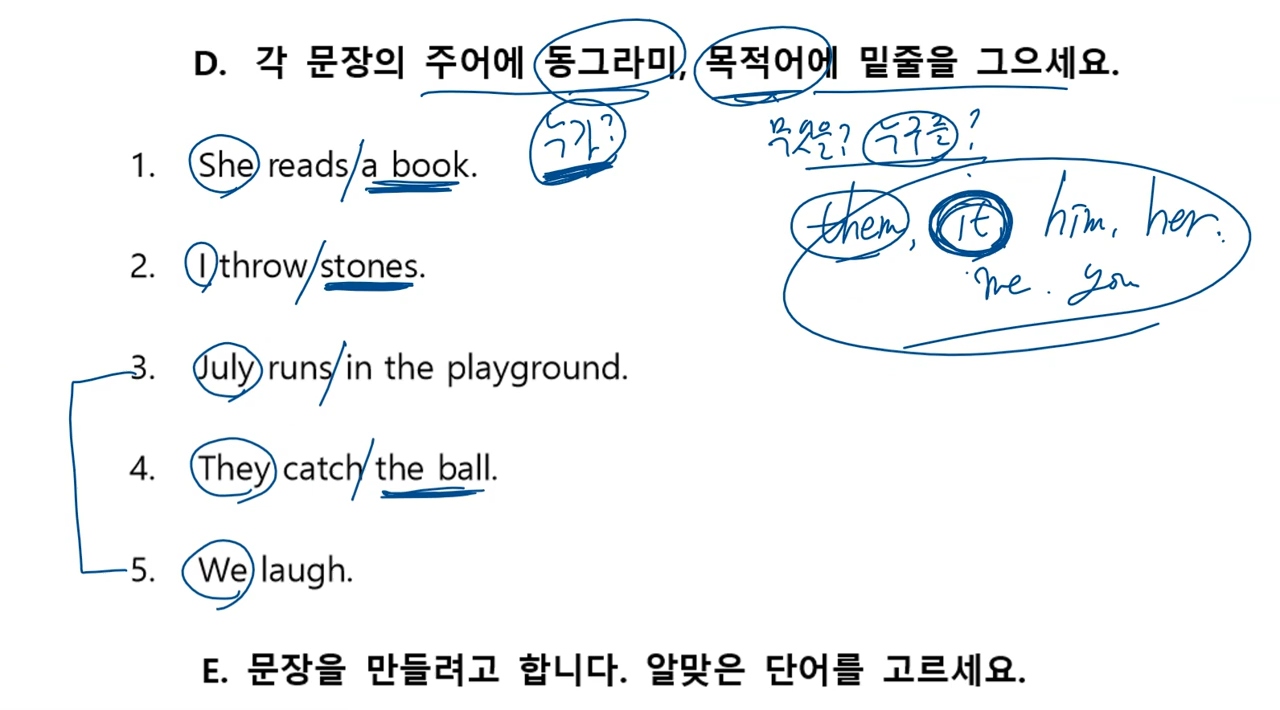 D. 각 문장의 주어에 동그라미, 목적어에 밑줄을 그으세요.
누가?
무엇을? 누구를?
1. She reads/a book.
them, it him, her.
2. I throw/stones.
me. you
3. July runs/in the playground.
4. They catch/the ball.
5. We laugh.
E. 문장을 만들려고 합니다. 알맞은 단어를 고르세요.